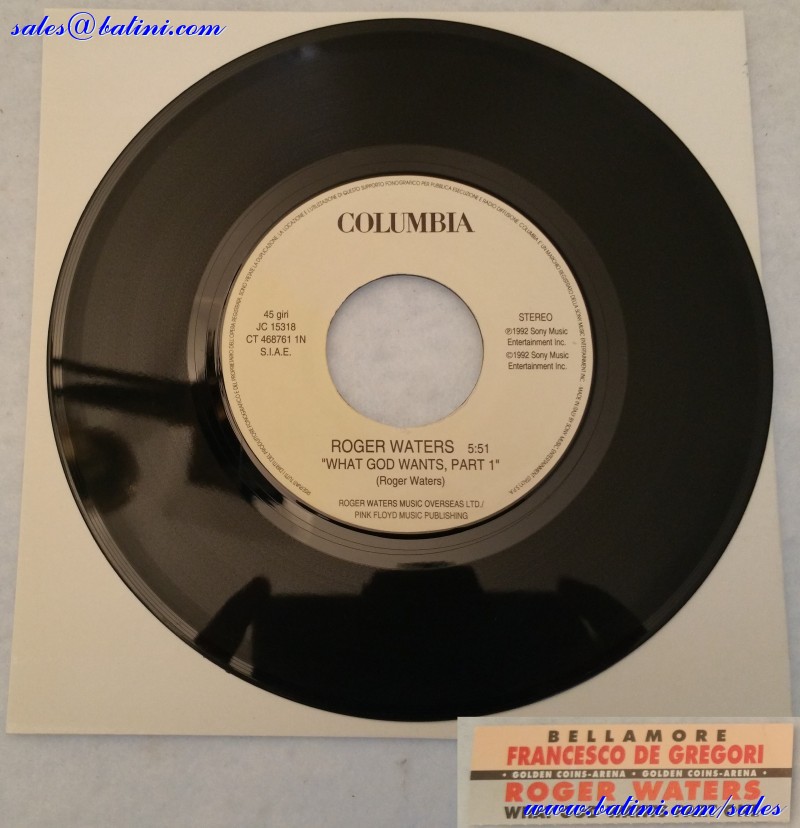 sales@batini.com
COLUMBIA
45 giri
JC 15318
CT 468761 1N
S.I.A.E.
STEREO
℗1992 Sony Music
Entertainment Inc.
©1992 Sony Music
Entertainment Inc.
ROGER WATERS 5:51
"WHAT GOD WANTS, PART 1"
(Roger Waters)
ROGER WATERS MUSIC OVERSEAS LTD./
PINK FLOYD MUSIC PUBLISHING
BELLAMORE
FRANCESCO DE GREGORI
• GOLDEN COINS-ARENA • GOLDEN COINS-ARENA •
ROGER WATERS
www.batini.com/sales